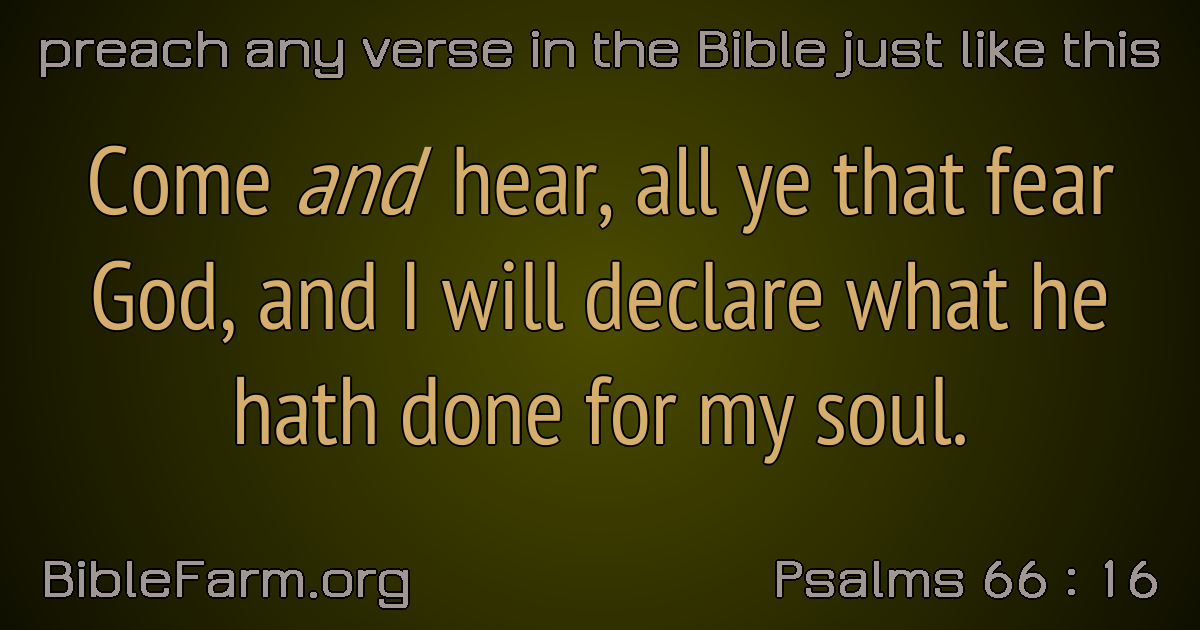 preach any verse in the Bible just like this
Come and hear, all ye that fear
God, and I will declare what he
hath done for my soul.
BibleFarm.org
Psalms 66 : 16